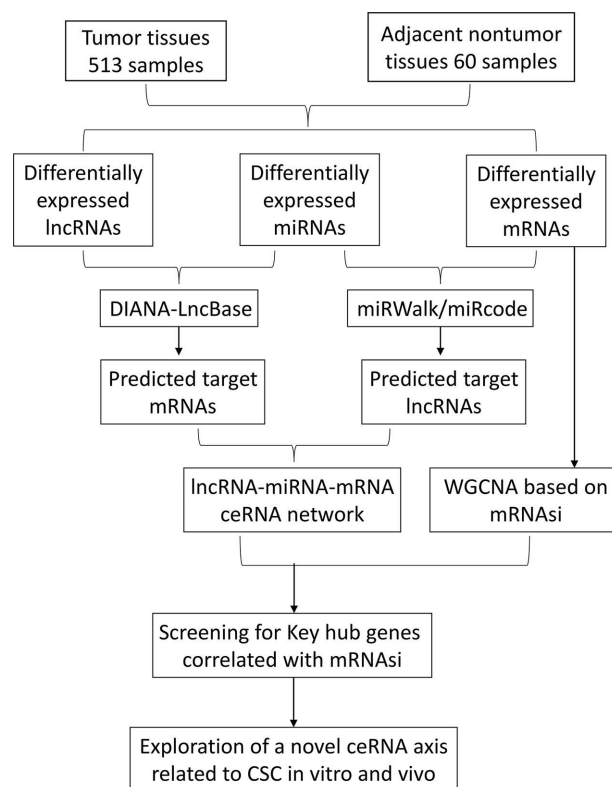 Tumor tissues
513 samples
Adjacent nontumor
tissues 60 samples
Differentially
expressed
lncRNAs
Differentially
expressed
miRNAs
Differentially
expressed
mRNAs
DIANA-LncBase
miRWalk/miRcode
Predicted target
mRNAs
Predicted target
lncRNAs
lncRNA-miRNA-mRNA
ceRNA network
WGCNA based on
mRNAsi
Screening for Key hub genes
correlated with mRNAsi
Exploration of a novel ceRNA axis
related to CSC in vitro and vivo